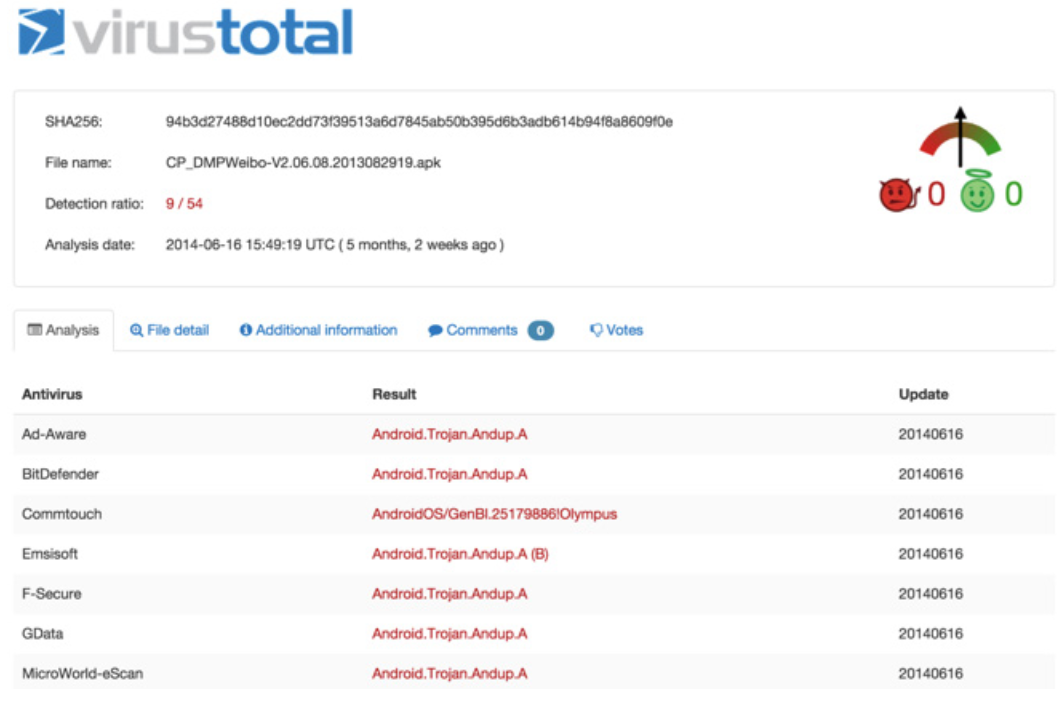 virustotal
SHA256: 94b3d27488d10ec2dd73f39513a6d7845ab50b395d6b3adb614b94f8a8609f0e
File name: CP_DMPWeibo-V2.06.08.2013082919.apk
Detection ratio: 9 / 54
Analysis date: 2014-06-16 15:49:19 UTC ( 5 months, 2 weeks ago )
0 0
Analysis File detail Additional information Comments 0 Votes
Antivirus Result Update
Ad-Aware Android.Trojan.Andup.A 20140616
BitDefender Android.Trojan.Andup.A 20140616
Commtouch AndroidOS/GenBl.25179886!Olympus 20140616
Emsisoft Android.Trojan.Andup.A (B) 20140616
F-Secure Android.Trojan.Andup.A 20140616
GData Android.Trojan.Andup.A 20140616
MicroWorld-eScan Android.Trojan.Andup.A 20140616